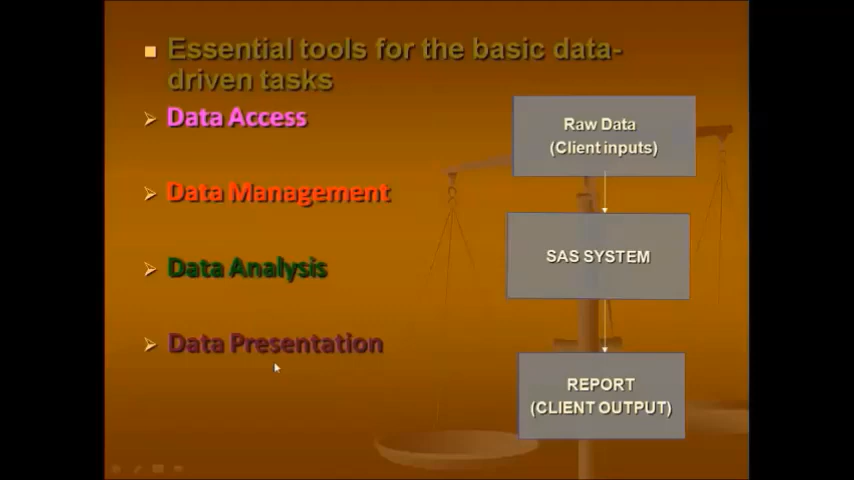 Essential tools for the basic data-
driven tasks
Data Access
Data Management
Data Analysis
Data Presentation
Raw Data
(Client inputs)
SAS SYSTEM
REPORT
(CLIENT OUTPUT)